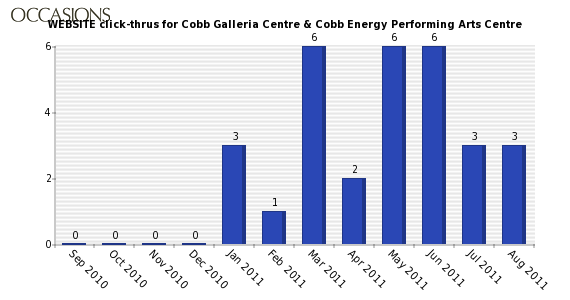 OCCASIONS
WEBSITE click-thrus for Cobb Galleria Centre & Cobb Energy Performing Arts Centre
6
4
2
0
0 0 0 0 3 1 6 2 6 6 3 3
Sep 2010 Oct 2010 Nov 2010 Dec 2010 Jan 2011 Feb 2011 Mar 2011 Apr 2011 May 2011 Jun 2011 Jul 2011 Aug 2011